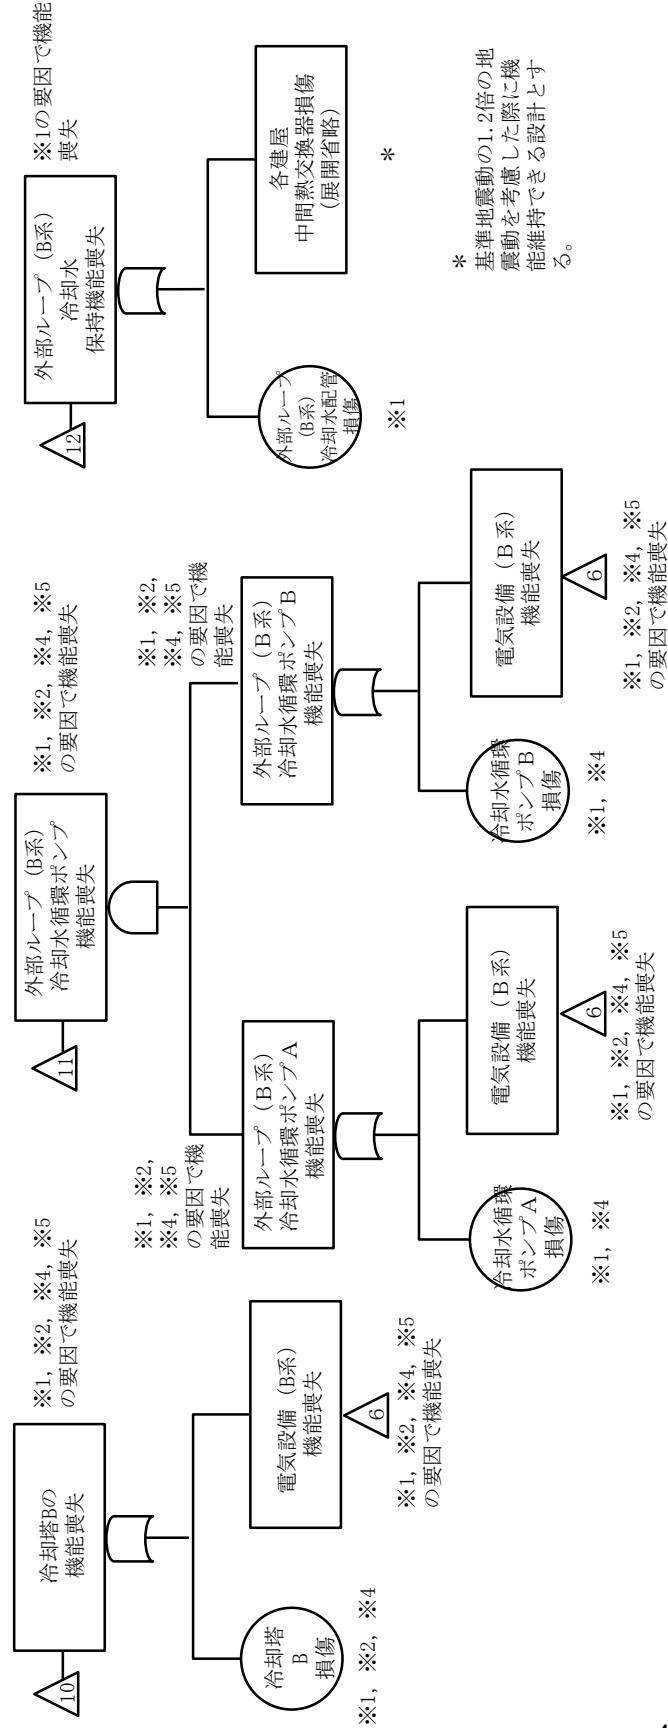 10
冷却塔Bの
機能喪失
※1, ※2, ※4, ※5
の要因で機能喪失
冷却塔
B
損傷
※1, ※2, ※4
電気設備（B系）
機能喪失
6
※1, ※2, ※4, ※5
の要因で機能喪失
11
外部ループ（B系）
冷却水循環ポンプ
機能喪失
※1, ※2, ※4, ※5
の要因で機能喪失
※1, ※2,
※4, ※5
の要因で機
能喪失
外部ループ（B系）
冷却水循環ポンプA
機能喪失
冷却水循環
ポンプA
損傷
※1, ※4
電気設備（B系）
機能喪失
6
※1, ※2, ※4, ※5
の要因で機能喪失
※1, ※2,
※4, ※5
の要因で機
能喪失
外部ループ（B系）
冷却水循環ポンプB
機能喪失
冷却水循環
ポンプB
損傷
※1, ※4
電気設備（B系）
機能喪失
6
※1, ※2, ※4, ※5
の要因で機能喪失
12
外部ループ（B系）
冷却水
保持機能喪失
※1の要因で機能
喪失
外部ループ
（B系）
冷却水配管
損傷
※1
各建屋
中間熱交換器損傷
(展開省略)
*
*
基準地震動の1.2倍の地
震動を考慮した際に機
能維持できる設計とす
る。